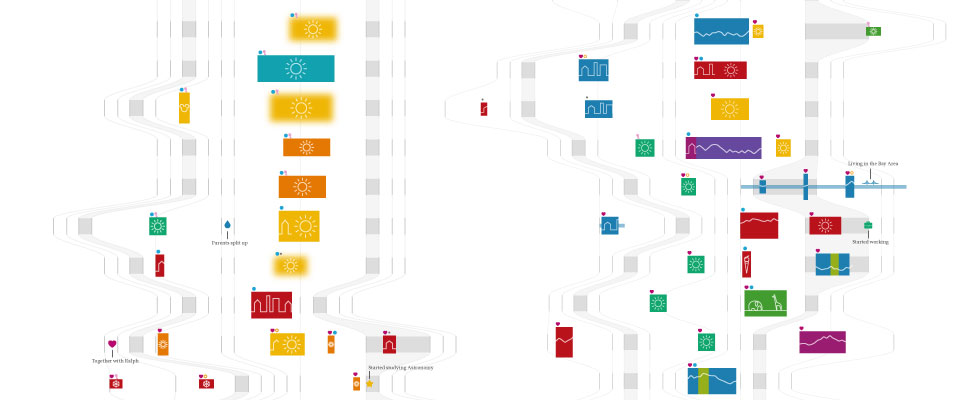 Living in the Bay Area
Parents split up
Started working
Together with Ralph
Started studying Astronomy